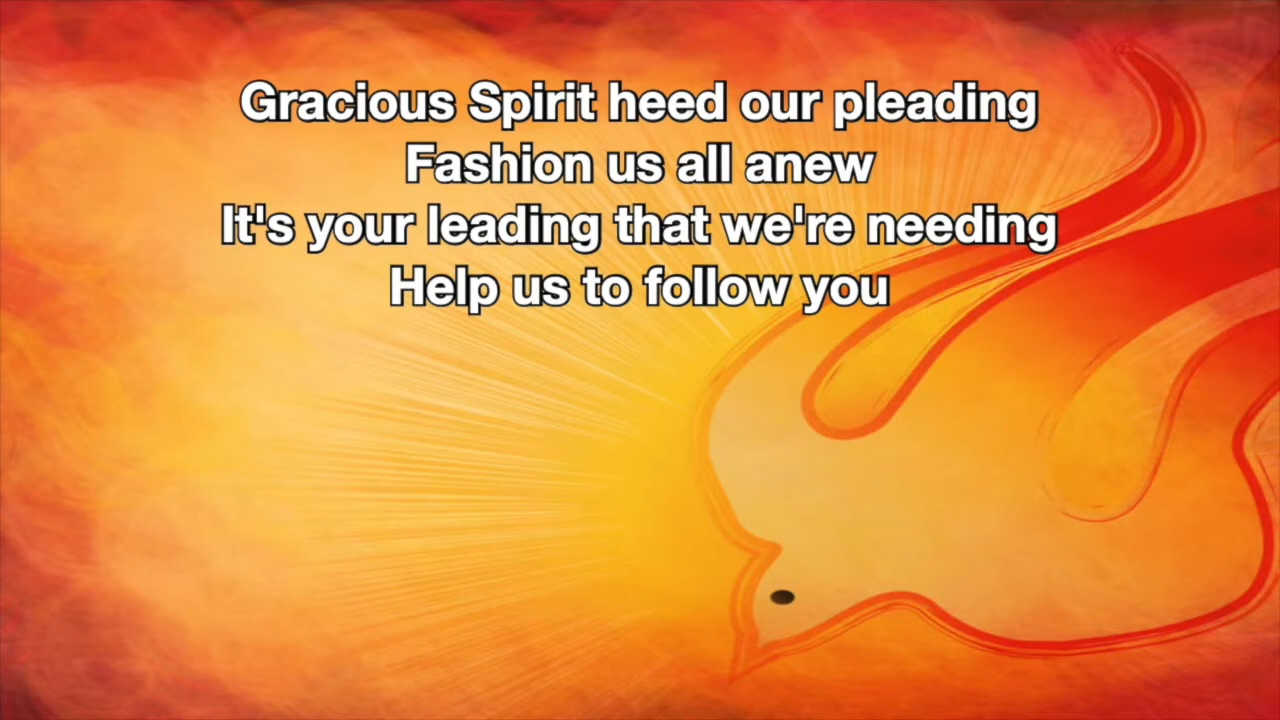 Gracious Spirit heed our pleading
Fashion us all anew
It's your leading that we're needing
Help us to follow you